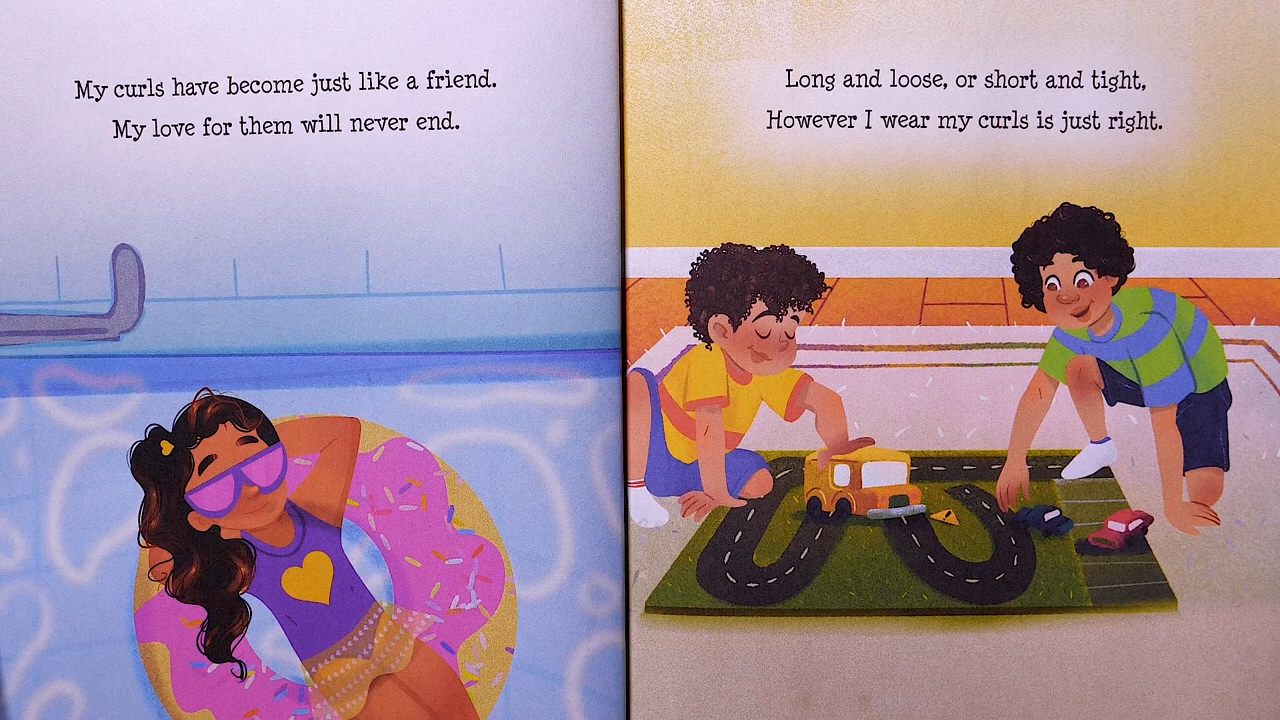 My curls have become just like a friend.
My love for them will never end.
Long and loose, or short and tight,
However I wear my curls is just right.